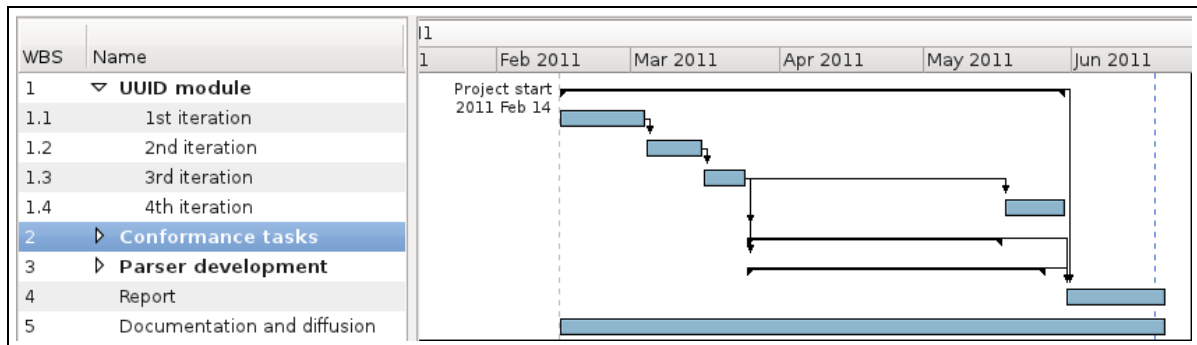 11
WBS Name
1 Feb 2011 Mar 2011 Apr 2011 May 2011 Jun 2011
1 UUID module
Project start
2011 Feb 14
1.1 1st iteration
1.2 2nd iteration
1.3 3rd iteration
1.4 4th iteration
2 Conformance tasks
3 Parser development
4 Report
5 Documentation and diffusion